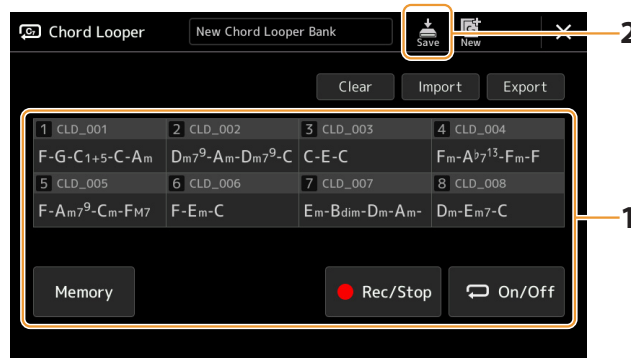 Chord Looper New Chord Looper Bank Save New 2
Clear Import Export
1 CLD_001 2 CLD_002 3 CLD_003 4 CLD_004
F-G-C1+5-C-Am Dm7⁹-Am-Dm7⁹-C C-E-C Fm-A♭7¹³-Fm-F
5 CLD_005 6 CLD_006 7 CLD_007 8 CLD_008
F-Am7⁹-Cm-FM7 F-Em-C Em-Bdim-Dm-Am- Dm-Em7-C
1
Memory Rec/Stop On/Off